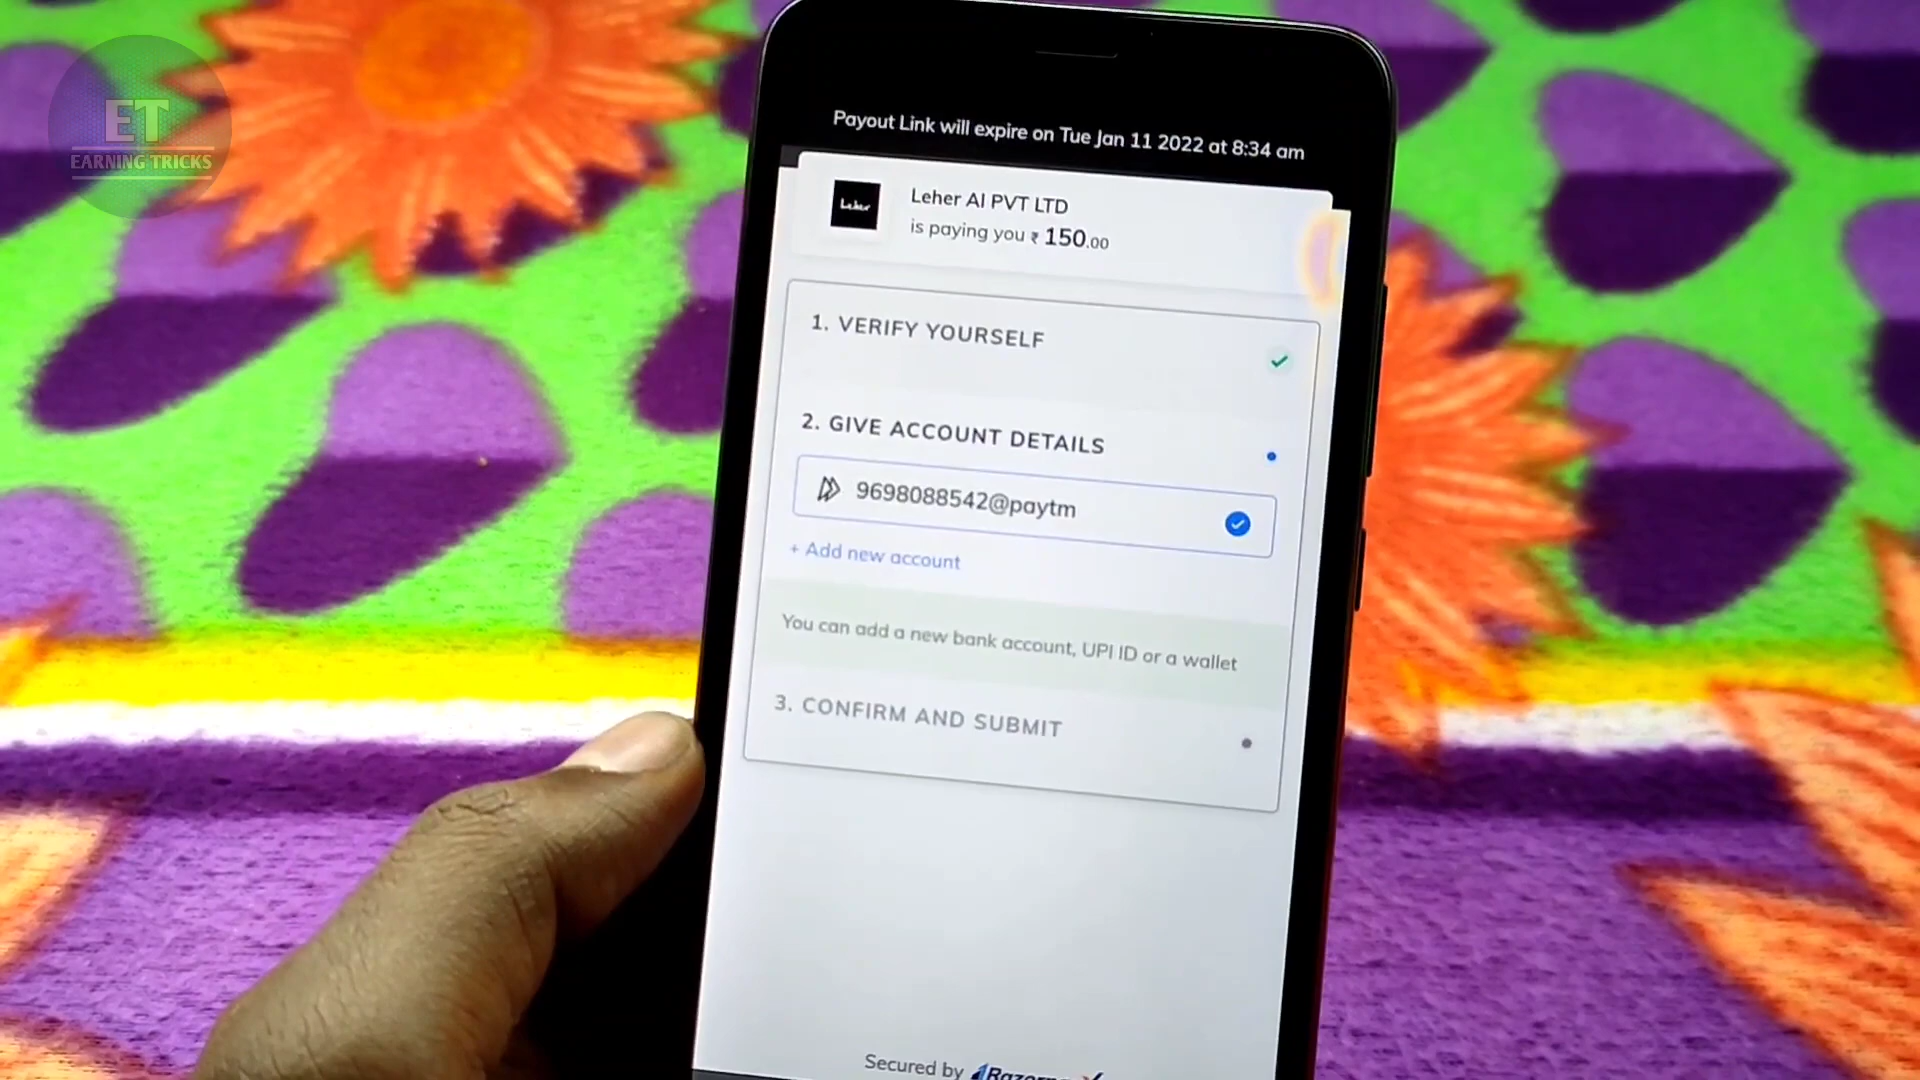 ET
EARNING TRICKS
Payout Link will expire on Tue Jan 11 2022 at 8:34 am
Leher
Leher AI PVT LTD
is paying you ₹ 150.00
1. VERIFY YOURSELF
2. GIVE ACCOUNT DETAILS
9698088542@paytm
+ Add new account
You can add a new bank account, UPI ID or a wallet
3. CONFIRM AND SUBMIT
Secured by